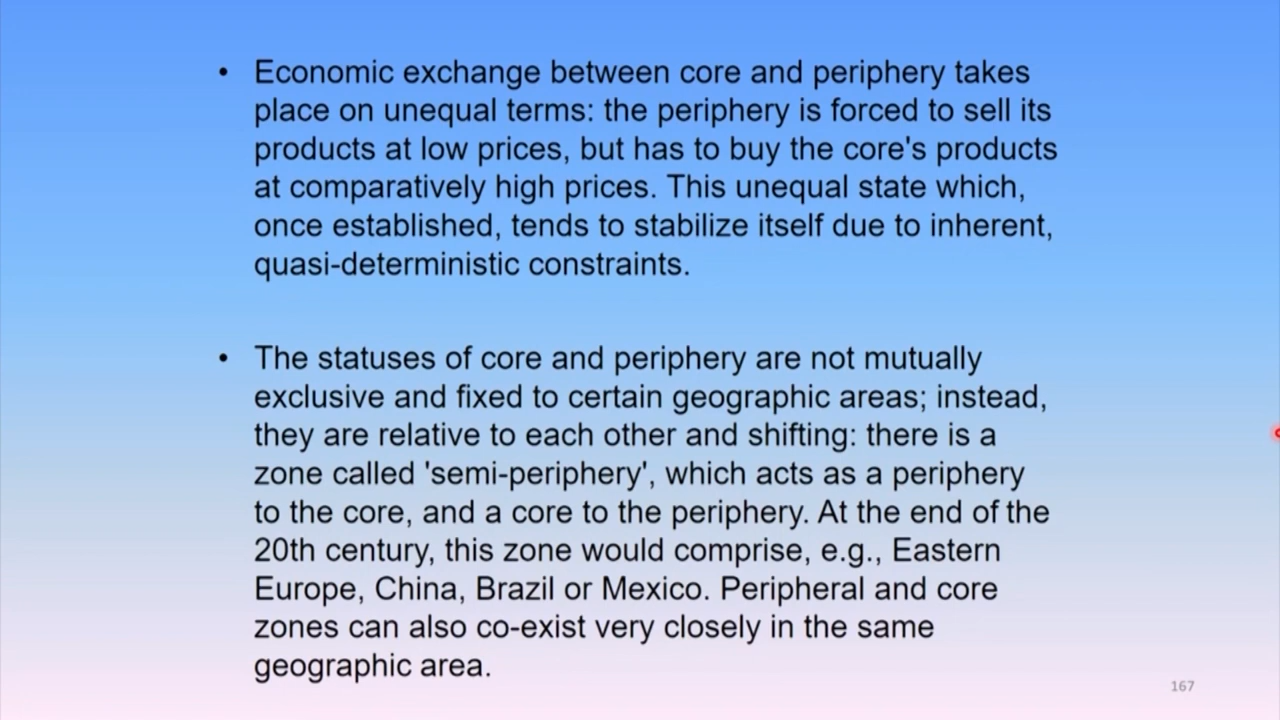 • Economic exchange between core and periphery takes
place on unequal terms: the periphery is forced to sell its
products at low prices, but has to buy the core's products
at comparatively high prices. This unequal state which,
once established, tends to stabilize itself due to inherent,
quasi-deterministic constraints.
• The statuses of core and periphery are not mutually
exclusive and fixed to certain geographic areas; instead,
they are relative to each other and shifting: there is a
zone called 'semi-periphery', which acts as a periphery
to the core, and a core to the periphery. At the end of the
20th century, this zone would comprise, e.g., Eastern
Europe, China, Brazil or Mexico. Peripheral and core
zones can also co-exist very closely in the same
geographic area.
167